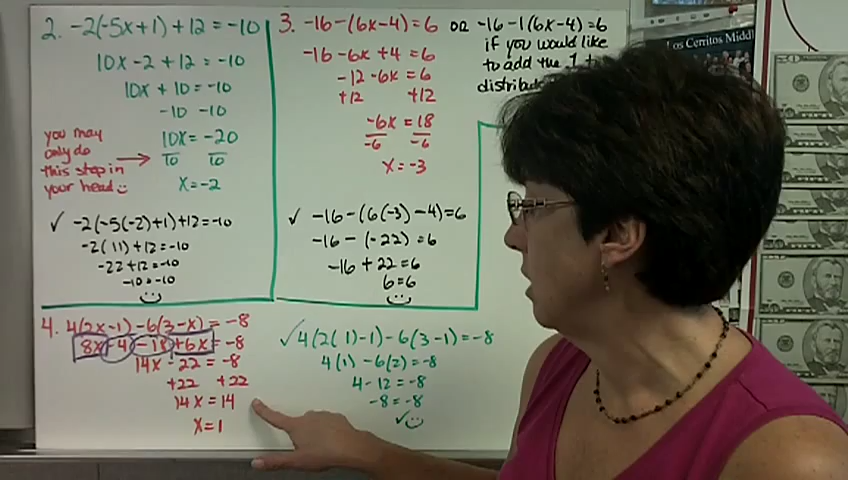 2. -2(-5x+1)+12=-10
10x-2+12=-10
10x+10=-10
-10 -10
10x=-20
10 10
x=-2
you may
only do
this step in
your head
✓ -2(-5(-2)+1)+12=-10
-2(11)+12=-10
-22+12=-10
-10=-10
3. -16-(6x-4)=6 OR -16-1(6x-4)=6
if you would like
to add the 1 to
-16-6x+4=6
-12-6x=6
+12 +12
-6x=18
-6 -6
x=-3
✓ -16-(6(-3)-4)=6
-16-(-22)=6
-16+22=6
6=6
4. 4(2x-1)-6(3-x)=-8
8x-4-18+6x=-8
14x-22=-8
+22 +22
14x=14
x=1
✓ 4(2(1)-1)-6(3-1)=-8
4(1)-6(2)=-8
4-12=-8
-8=-8
✓
Los Cerritos Middl